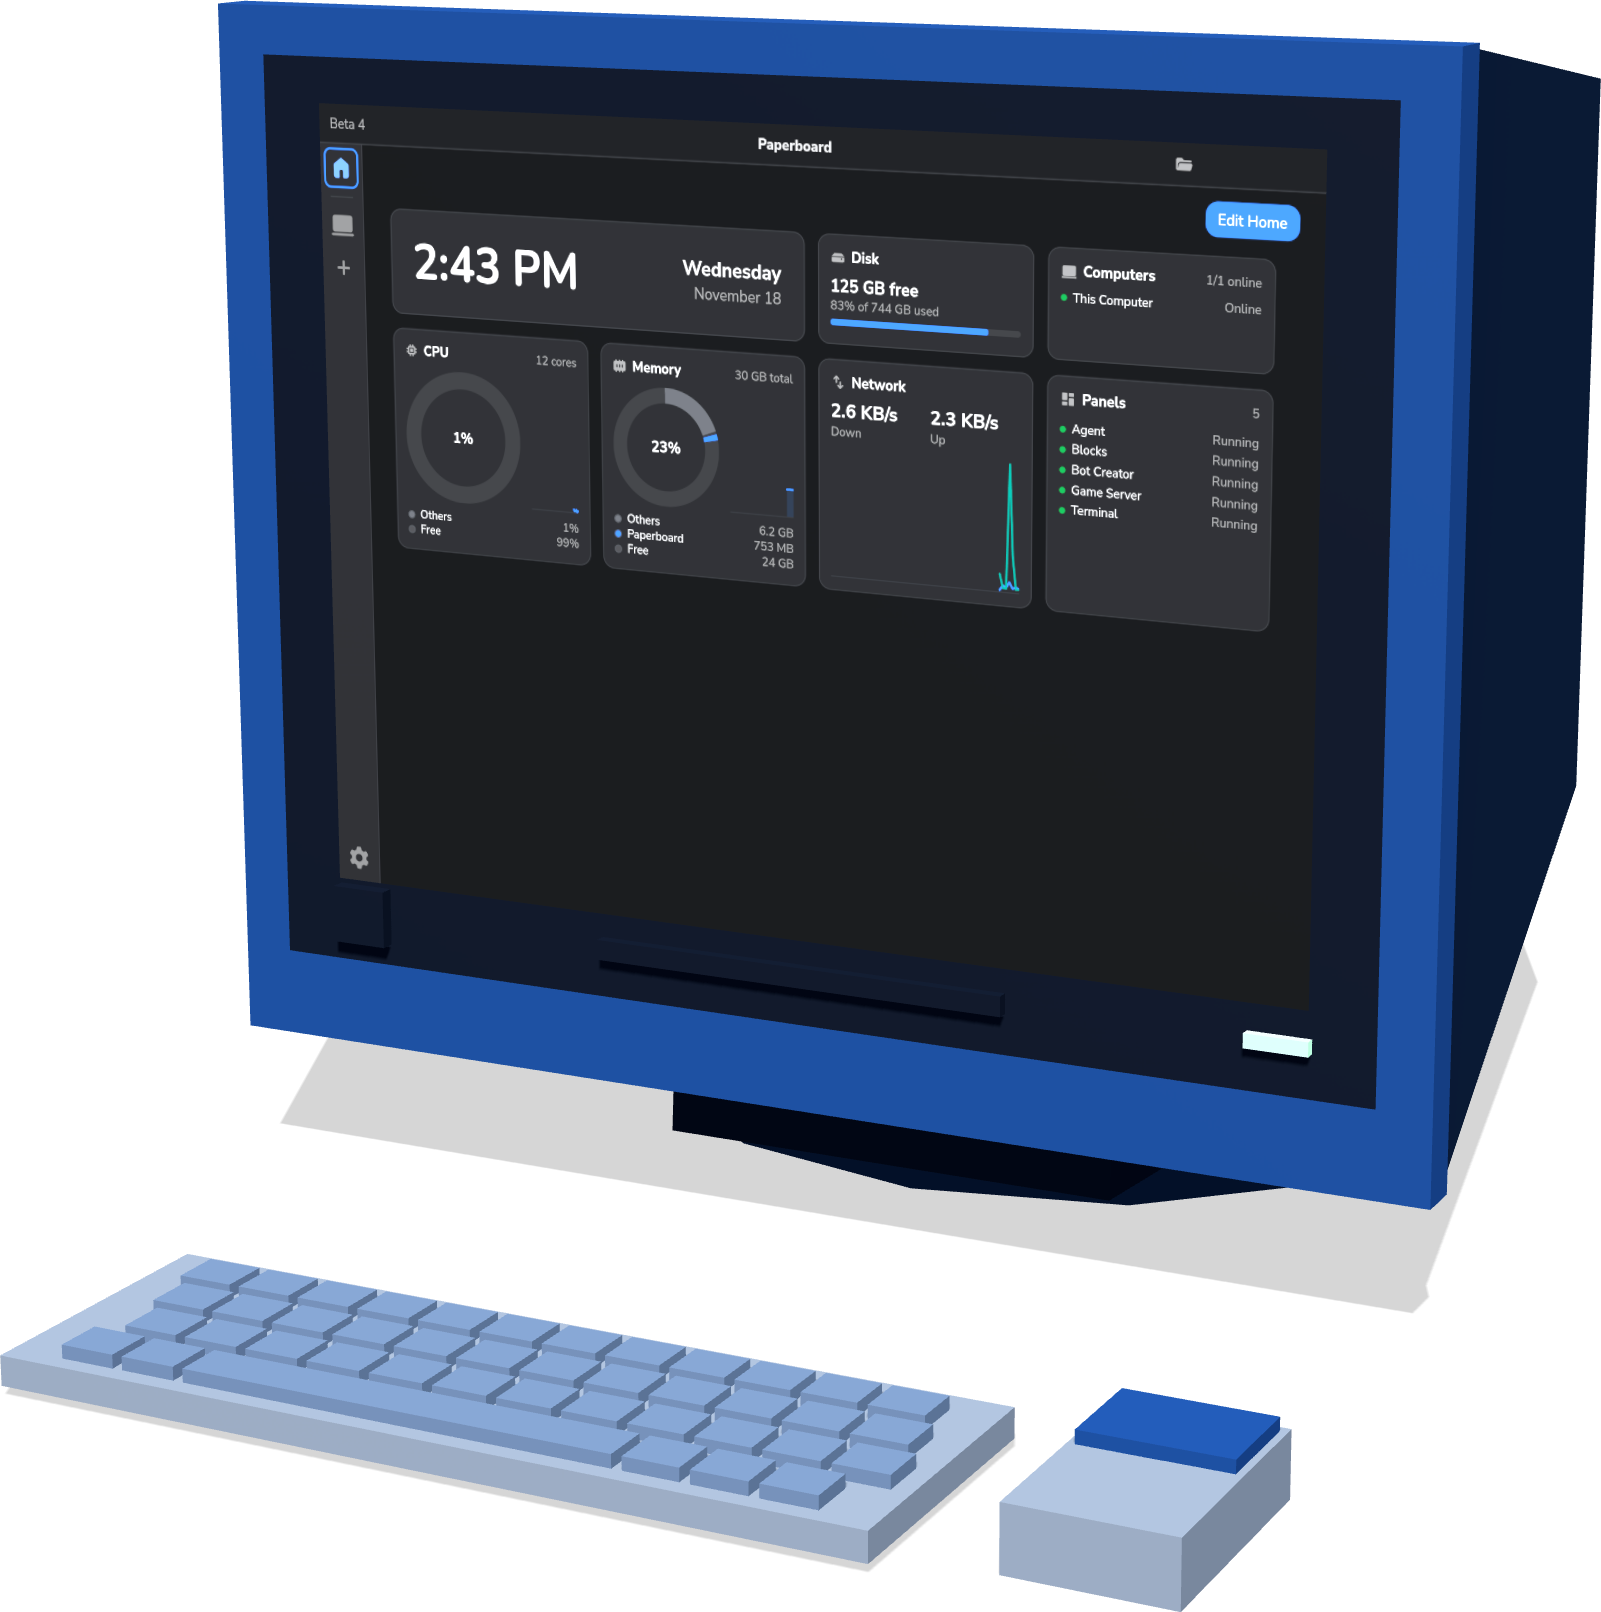 Beta 4
Paperboard
Edit Home
2:43 PM
Wednesday
November 18
Disk
125 GB free
83% of 744 GB used
Computers
1/1 online
This Computer
Online
CPU
12 cores
1%
Others
1%
Free
99%
Memory
30 GB total
23%
Others
6.2 GB
Paperboard
753 MB
Free
24 GB
Network
2.6 KB/s
Down
2.3 KB/s
Up
Panels
5
Agent
Running
Blocks
Running
Bot Creator
Running
Game Server
Running
Terminal
Running